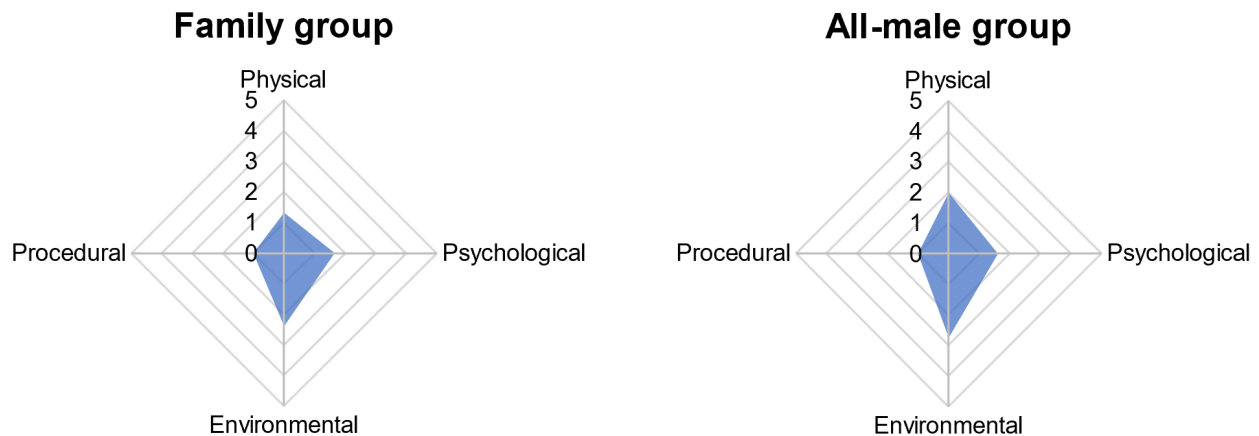 Family group
Physical
5
4
3
2
1
0
Procedural
Psychological
Environmental
All-male group
Physical
5
4
3
2
1
0
Procedural
Psychological
Environmental